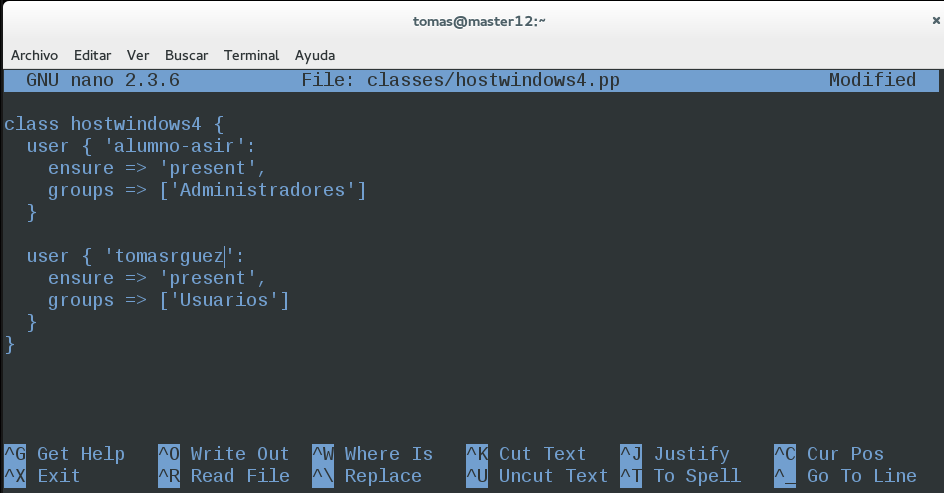 tomas@master12:~ ×
Archivo Editar Ver Buscar Terminal Ayuda
GNU nano 2.3.6 File: classes/hostwindows4.pp Modified
class hostwindows4 {
  user { 'alumno-asir':
    ensure => 'present',
    groups => ['Administradores']
  }
  user { 'tomasrguez':
    ensure => 'present',
    groups => ['Usuarios']
  }
}
^G Get Help ^O Write Out ^W Where Is ^K Cut Text ^J Justify ^C Cur Pos
^X Exit ^R Read File ^\ Replace ^U Uncut Text ^T To Spell ^_ Go To Line